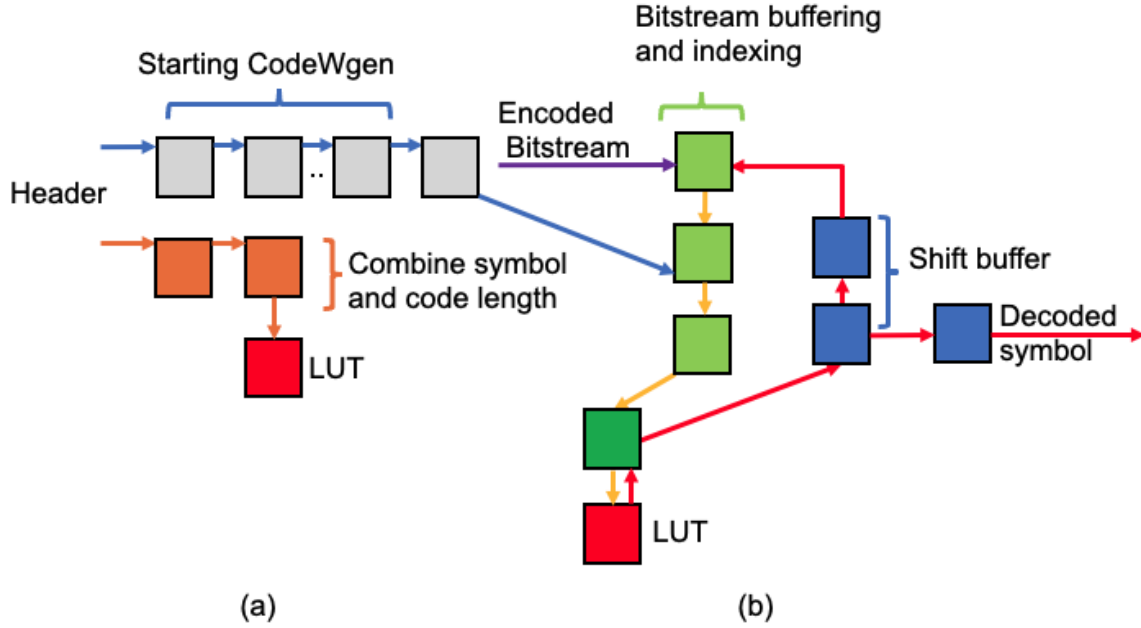 Starting CodeWgen
Header
..
Combine symbol
and code length
LUT
(a)
Bitstream buffering
and indexing
Encoded
Bitstream
Shift buffer
Decoded
symbol
LUT
(b)